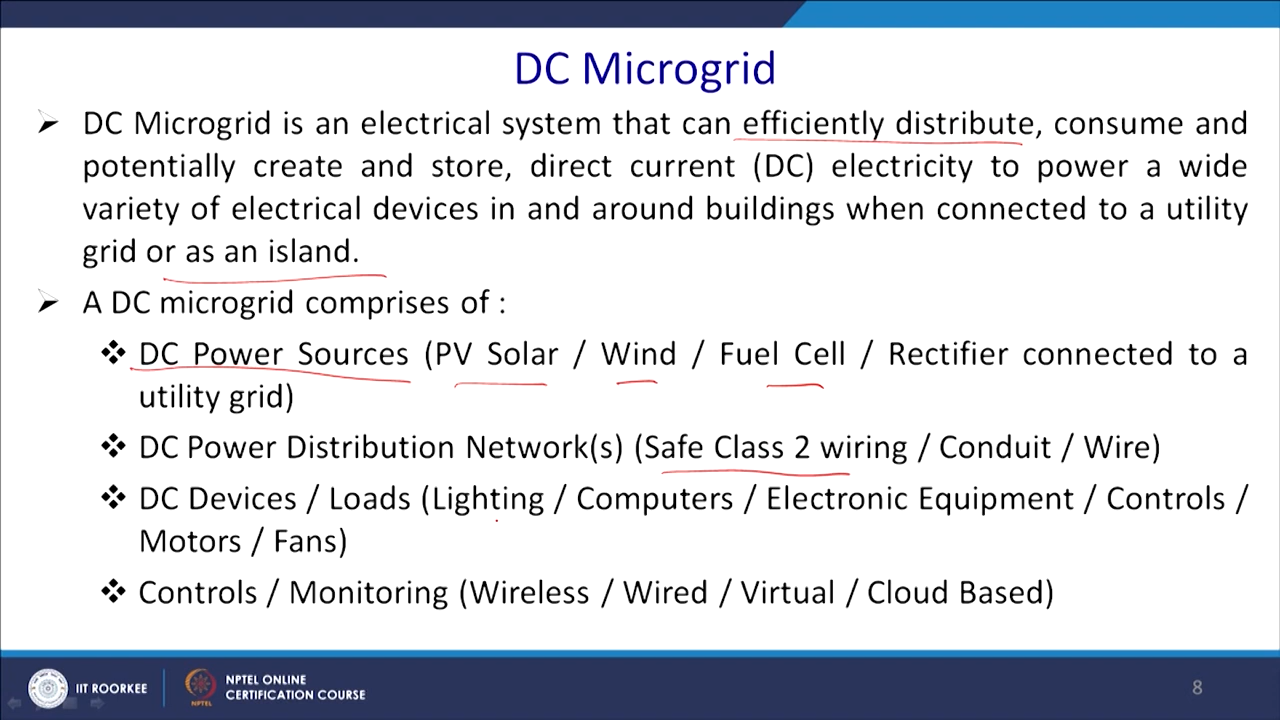 DC Microgrid
➢ DC Microgrid is an electrical system that can efficiently distribute, consume and
potentially create and store, direct current (DC) electricity to power a wide
variety of electrical devices in and around buildings when connected to a utility
grid or as an island.
➢ A DC microgrid comprises of :
❖ DC Power Sources (PV Solar / Wind / Fuel Cell / Rectifier connected to a
utility grid)
❖ DC Power Distribution Network(s) (Safe Class 2 wiring / Conduit / Wire)
❖ DC Devices / Loads (Lighting / Computers / Electronic Equipment / Controls /
Motors / Fans)
❖ Controls / Monitoring (Wireless / Wired / Virtual / Cloud Based)
IIT ROORKEE
NPTEL
NPTEL ONLINE
CERTIFICATION COURSE
8